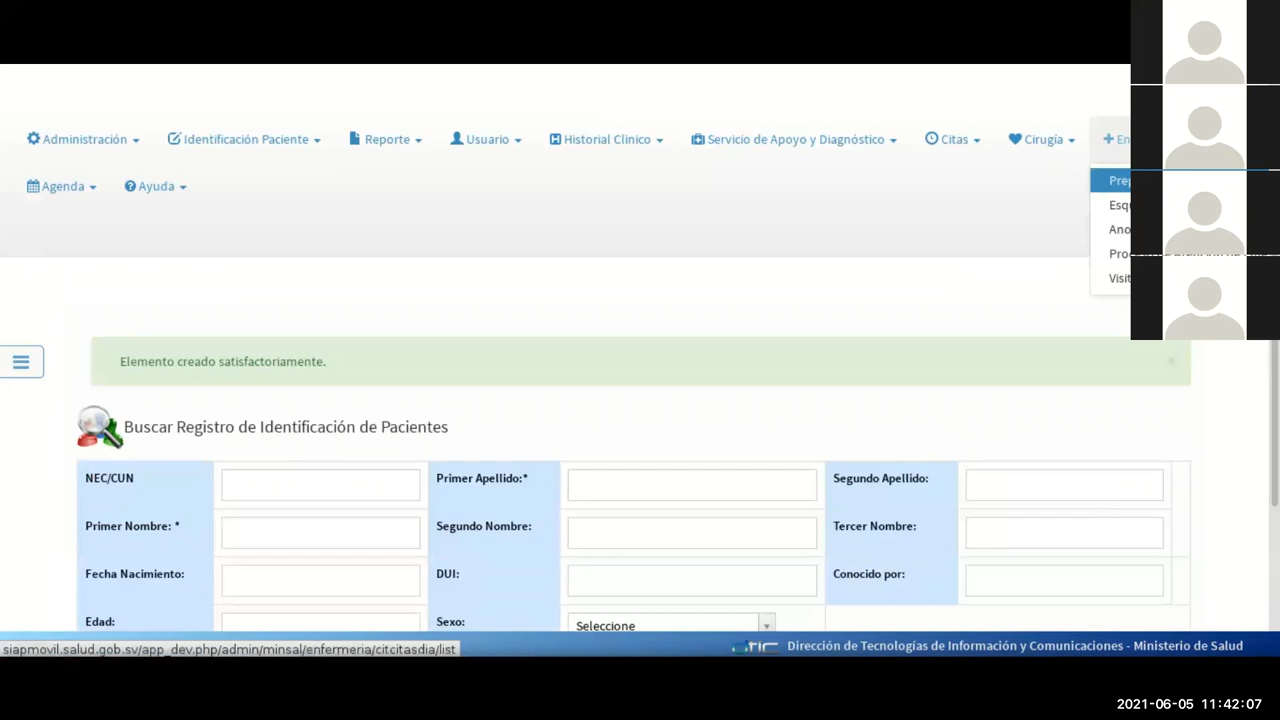 Administración Identificación Paciente Reporte Usuario Historial Clinico Servicio de Apoyo y Diagnóstico Citas Cirugía
Agenda Ayuda
Elemento creado satisfactoriamente.
×
Buscar Registro de Identificación de Pacientes
NEC/CUN Primer Apellido:* Segundo Apellido:
Primer Nombre: * Segundo Nombre: Tercer Nombre:
Fecha Nacimiento: DUI: Conocido por:
Edad: Sexo: Seleccione
siapmovil.salud.gob.sv/app_dev.php/admin/minsal/enfermeria/citcitasdia/list
Dirección de Tecnologías de Información y Comunicaciones - Ministerio de Salud
2021-06-05 11:42:07